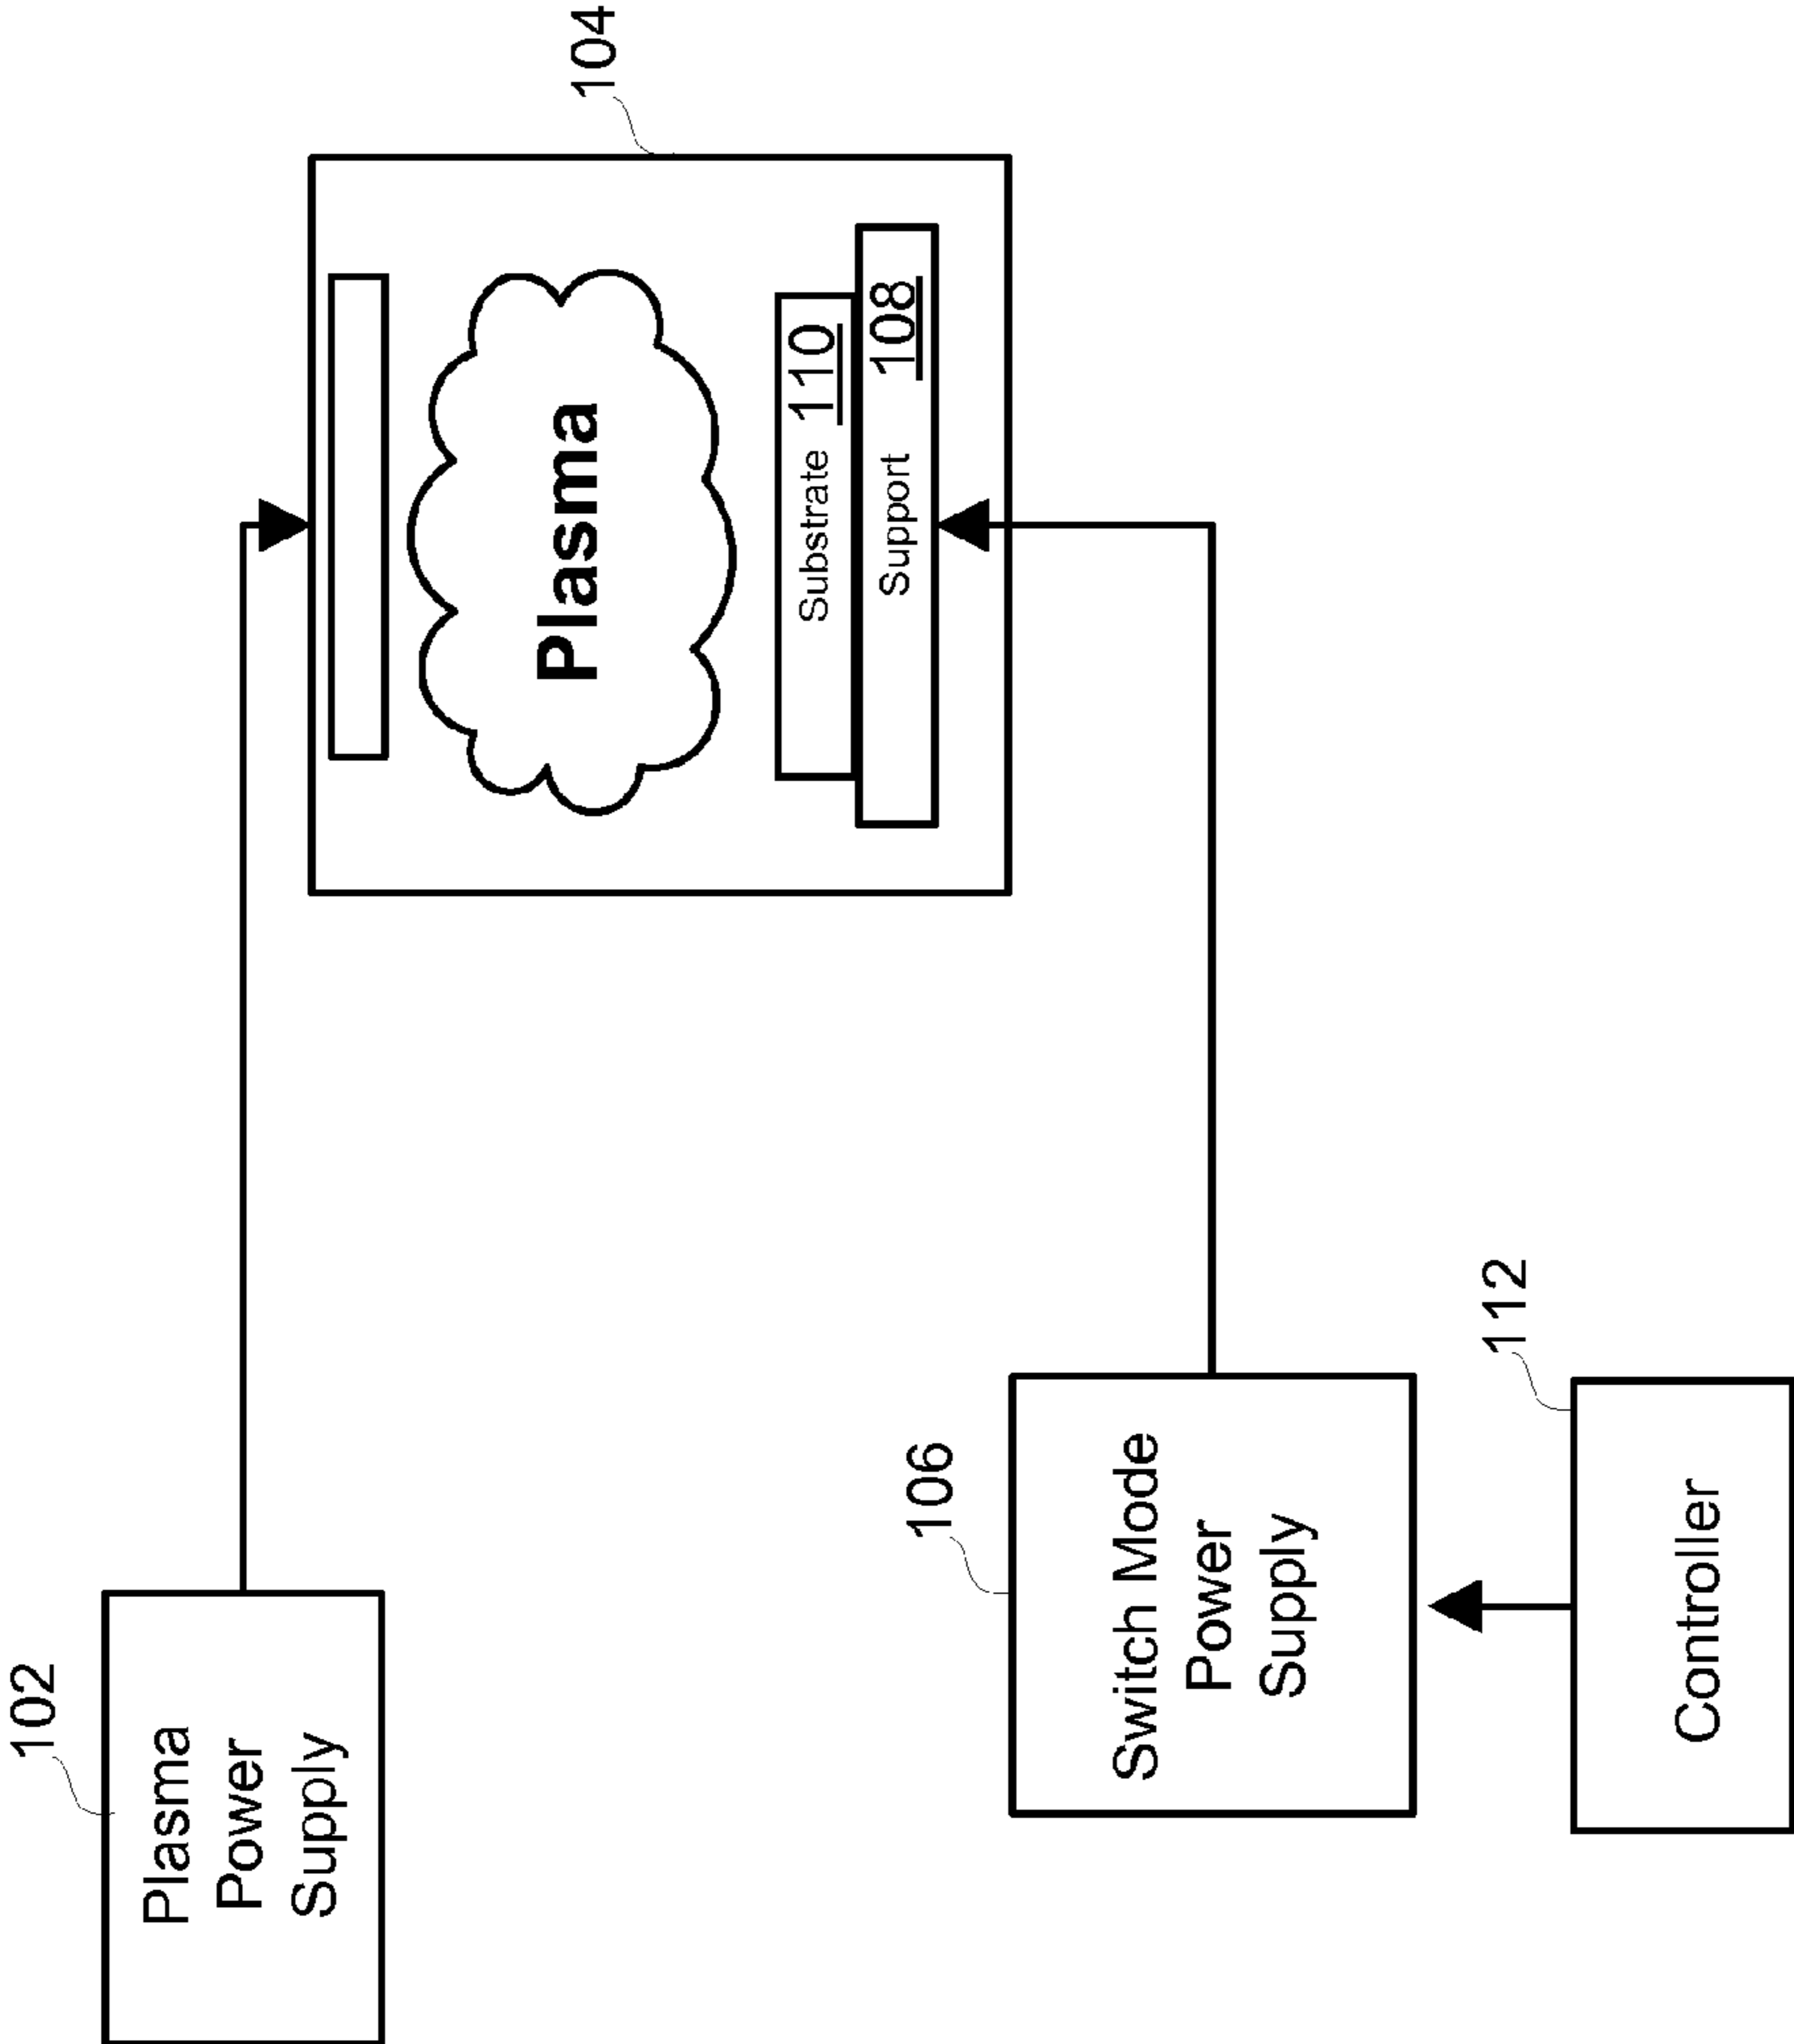 102
Plasma
Power
Supply
104
Plasma
Substrate 110
Support 108
106
Switch Mode
Power
Supply
112
Controller